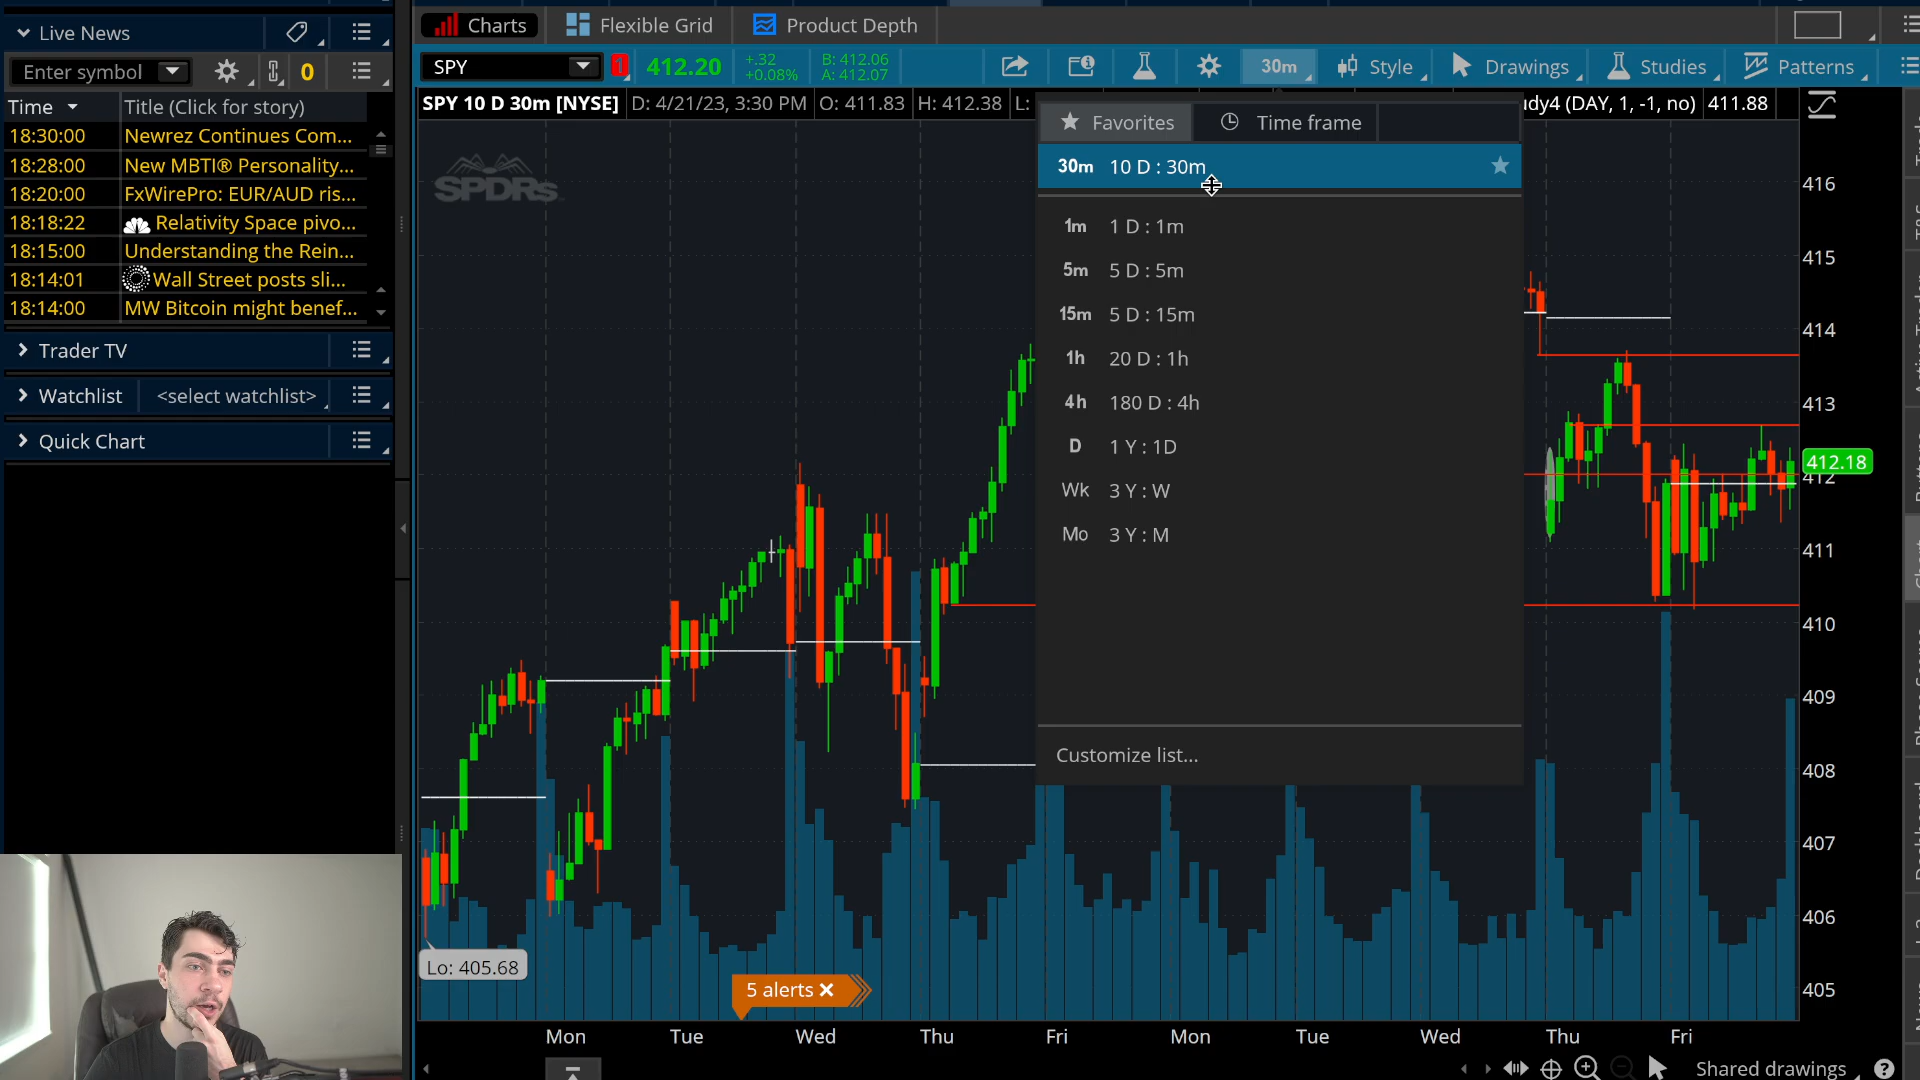 Live News
Enter symbol
0
Time
Title (Click for story)
18:30:00 Newrez Continues Com...
18:28:00 New MBTI® Personality...
18:20:00 FxWirePro: EUR/AUD ris...
18:18:22 Relativity Space pivo...
18:15:00 Understanding the Rein...
18:14:01 Wall Street posts sli...
18:14:00 MW Bitcoin might benef...
Trader TV
Watchlist
<select watchlist>
Quick Chart
Charts
Flexible Grid
Product Depth
SPY
1
412.20
+.32
+0.08%
B: 412.06
A: 412.07
30m
Style
Drawings
Studies
Patterns
SPY 10 D 30m [NYSE]
D: 4/21/23, 3:30 PM
O: 411.83
H: 412.38
L:
udy4 (DAY, 1, -1, no)
411.88
SPDRs
Favorites
Time frame
30m 10 D : 30m
1m 1 D : 1m
5m 5 D : 5m
15m 5 D : 15m
1h 20 D : 1h
4h 180 D : 4h
D 1 Y : 1D
Wk 3 Y : W
Mo 3 Y : M
Customize list...
416
415
414
413
412.18
412
411
410
409
408
407
406
405
Lo: 405.68
5 alerts
Mon
Tue
Wed
Thu
Fri
Mon
Tue
Wed
Thu
Fri
Shared drawings